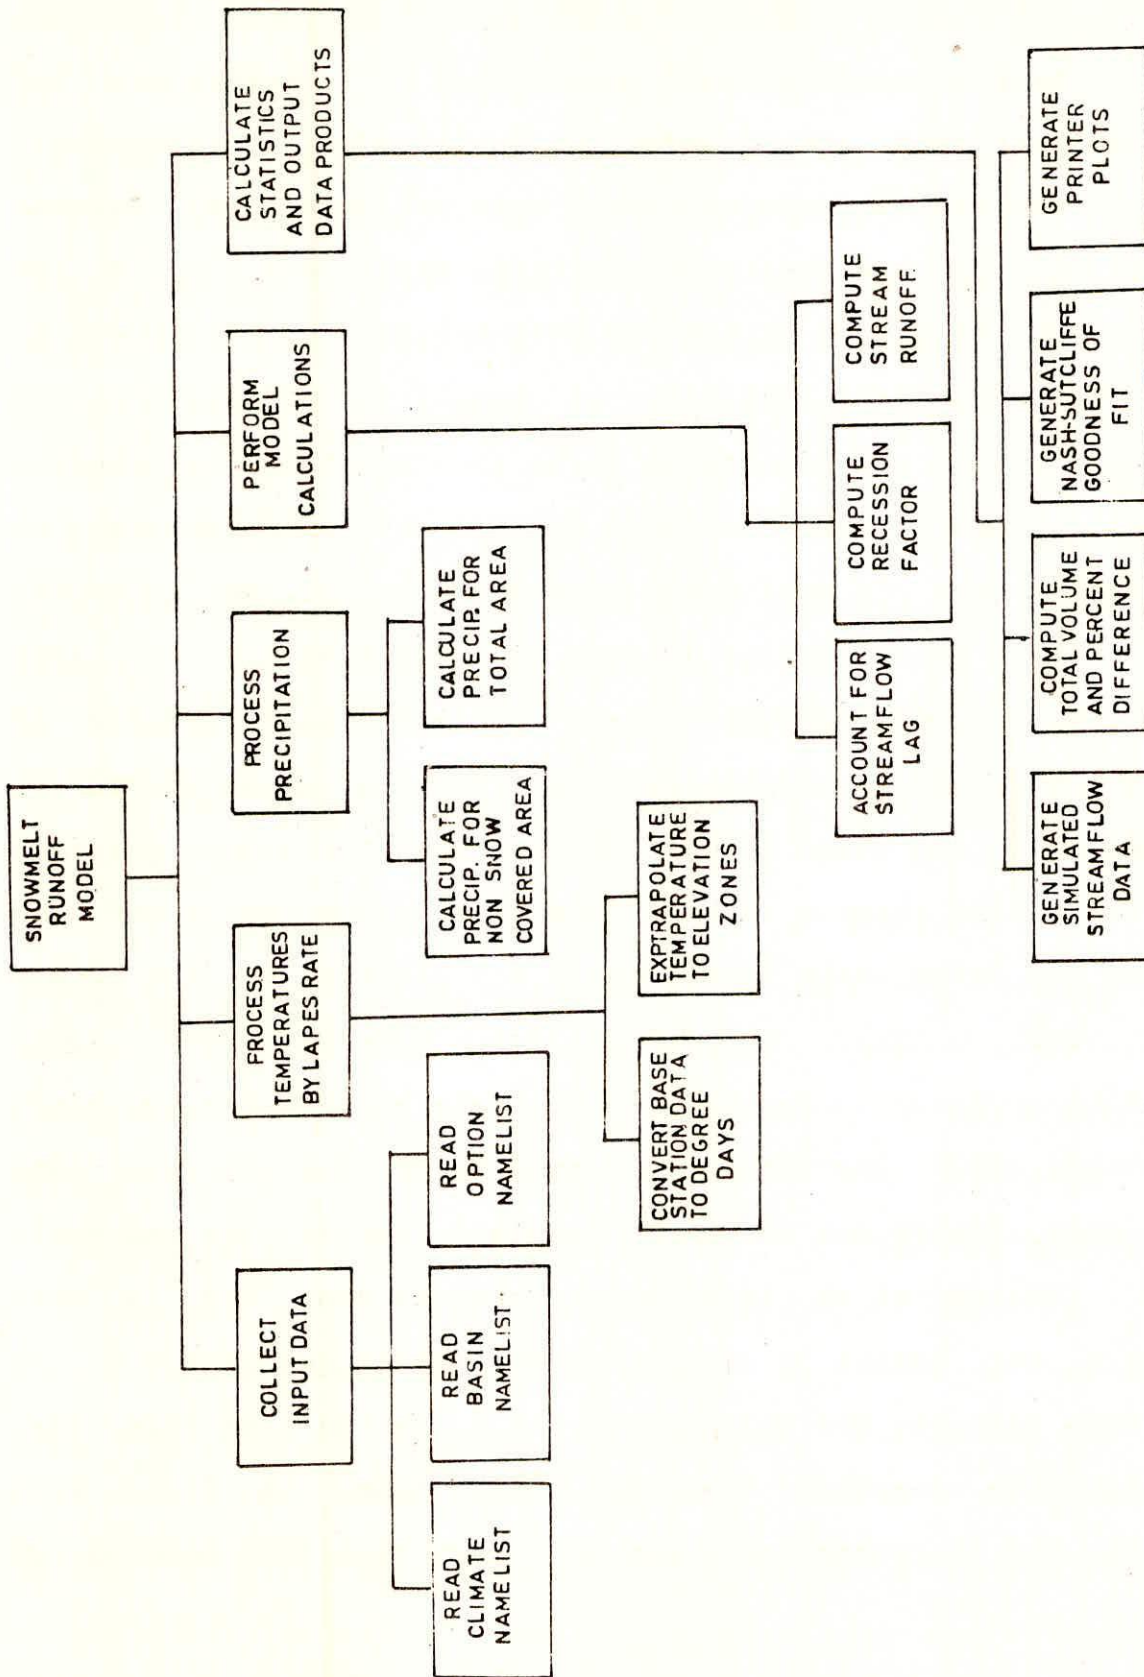 SNOWMELT
RUNOFF
MODEL
COLLECT
INPUT DATA
PROCESS
TEMPERATURES
BY LAPES RATE
PROCESS
PRECIPITATION
PERFORM
MODEL
CALCULATIONS
CALCULATE
STATISTICS
AND OUTPUT
DATA PRODUCTS
READ
CLIMATE
NAMELIST
READ
BASIN
NAMELIST
READ
OPTION
NAMELIST
CALCULATE
PRECIP. FOR
NON SNOW
COVERED AREA
CALCULATE
PRECIP. FOR
TOTAL AREA
CONVERT BASE
STATION DATA
TO DEGREE
DAYS
EXPTRAPOLATE
TEMPERATURE
TO ELEVATION
ZONES
ACCOUNT FOR
STREAMFLOW
LAG
COMPUTE
RECESSION
FACTOR
COMPUTE
STREAM
RUNOFF.
GENERATE
SIMULATED
STREAMFLOW
DATA
COMPUTE
TOTAL VOLUME
AND PERCENT
DIFFERENCE
GENERATE
NASH-SUTCLIFFE
GOODNESS OF
FIT
GENERATE
PRINTER
PLOTS